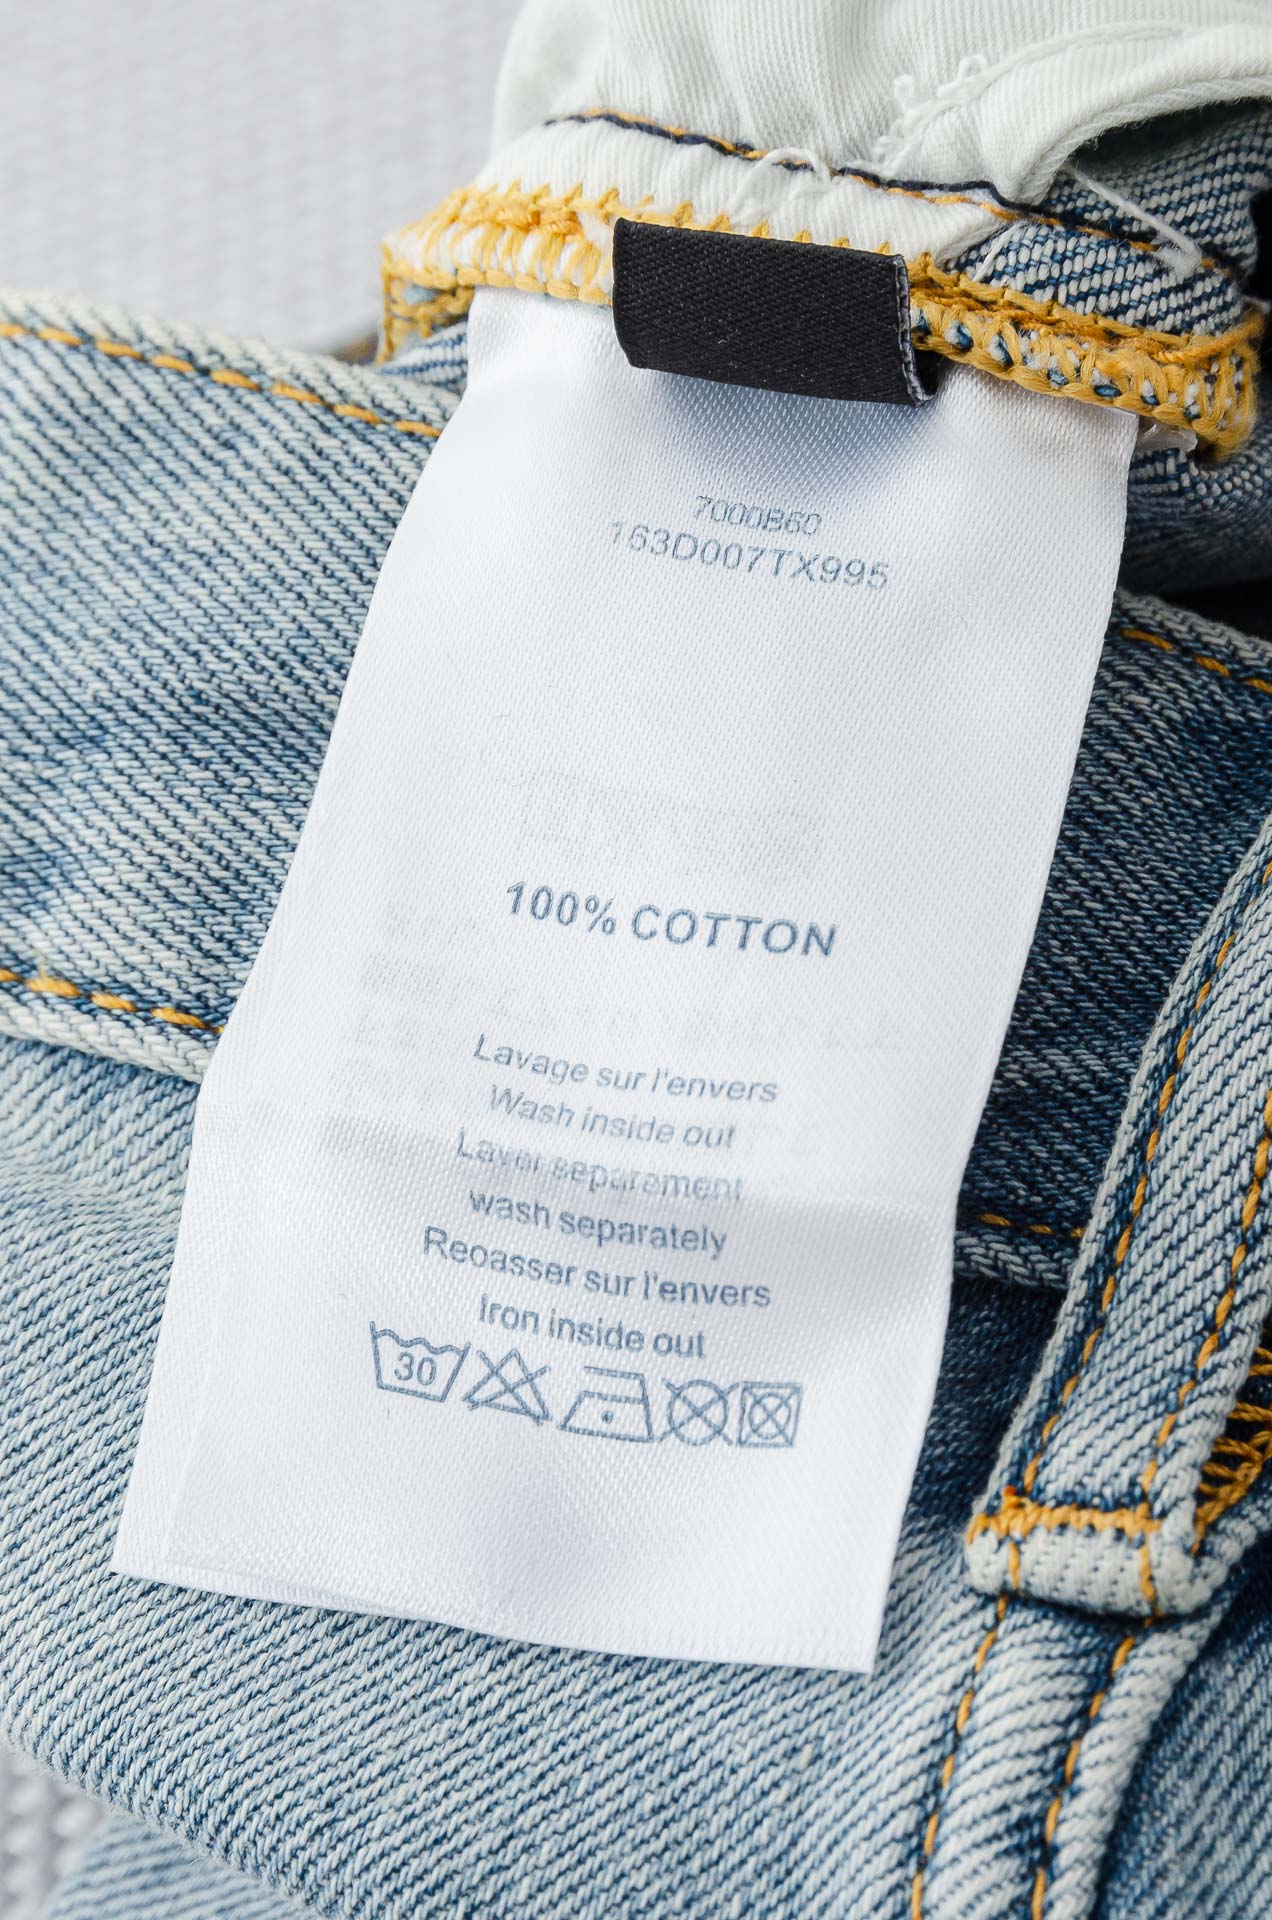 7000B60
163D007TX995
100% COTTON
Lavage sur l'envers
Wash inside out
Laver separement
wash separately
Reoasser sur l'envers
Iron inside out
30